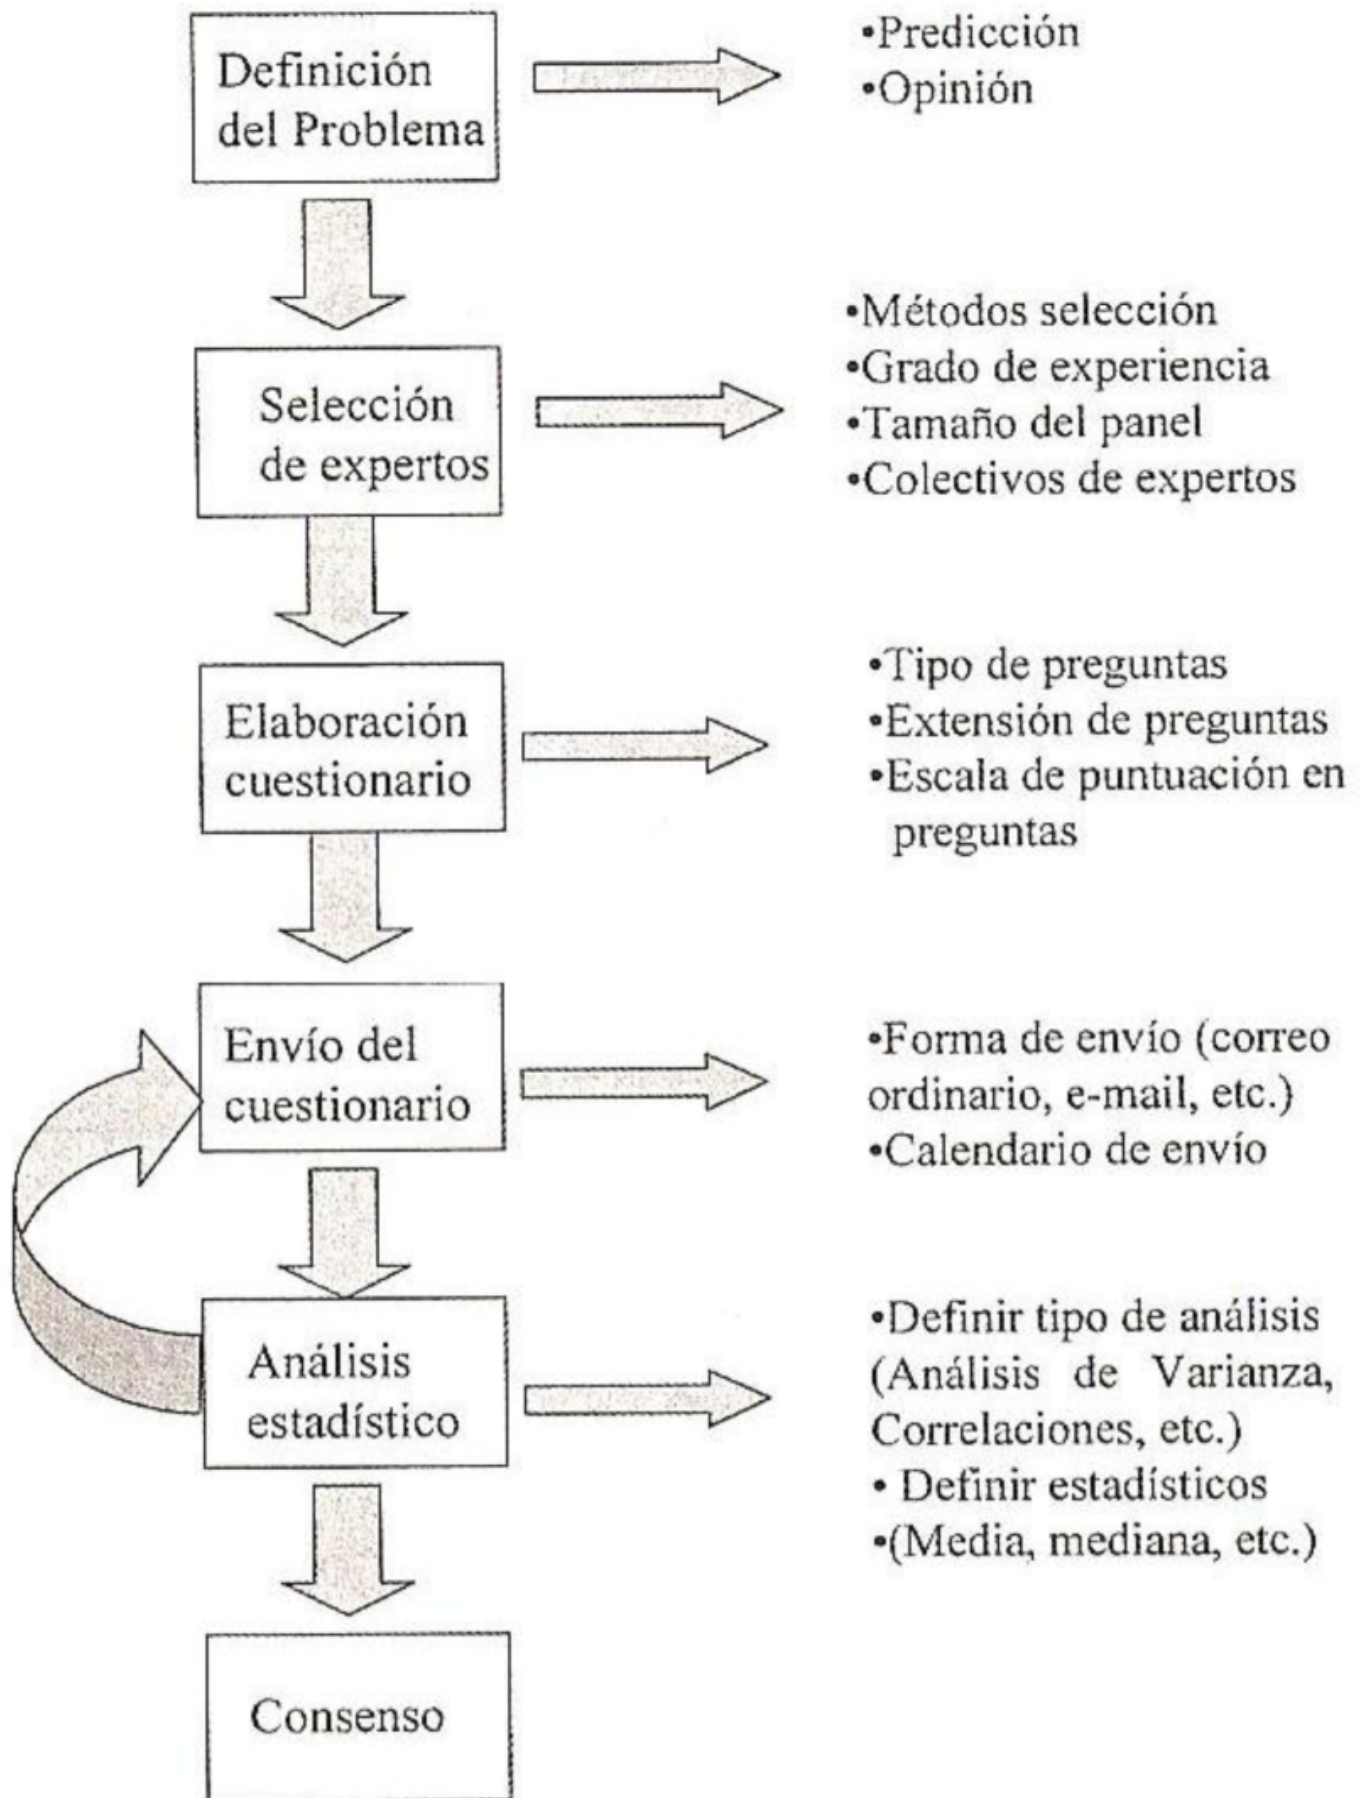 Definición
del Problema
•Predicción
•Opinión
Selección
de expertos
•Métodos selección
•Grado de experiencia
•Tamaño del panel
•Colectivos de expertos
Elaboración
cuestionario
•Tipo de preguntas
•Extensión de preguntas
•Escala de puntuación en
preguntas
Envío del
cuestionario
•Forma de envío (correo
ordinario, e-mail, etc.)
•Calendario de envío
Análisis
estadístico
•Definir tipo de análisis
(Análisis de Varianza,
Correlaciones, etc.)
• Definir estadísticos
•(Media, mediana, etc.)
Consenso